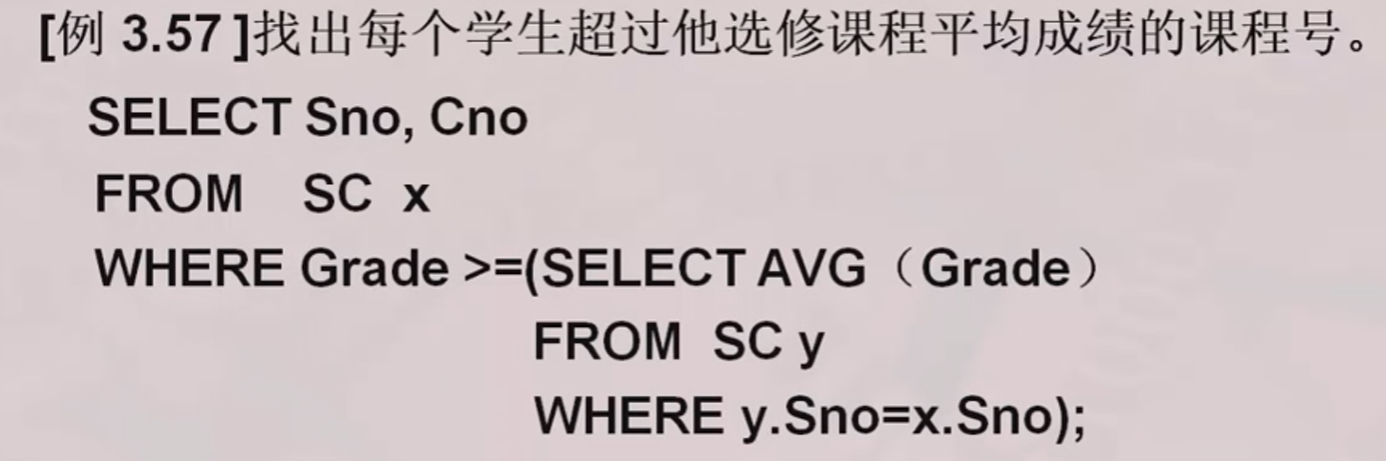 [例 3.57 ]找出每个学生超过他选修课程平均成绩的课程号。
SELECT Sno, Cno
FROM SC x
WHERE Grade >=(SELECT AVG（Grade）
FROM SC y
WHERE y.Sno=x.Sno);